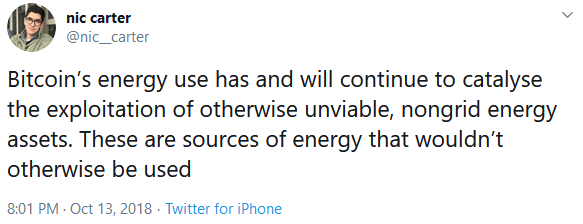 nic carter
@nic__carter
Bitcoin’s energy use has and will continue to catalyse
the exploitation of otherwise unviable, nongrid energy
assets. These are sources of energy that wouldn’t
otherwise be used
8:01 PM · Oct 13, 2018 · Twitter for iPhone